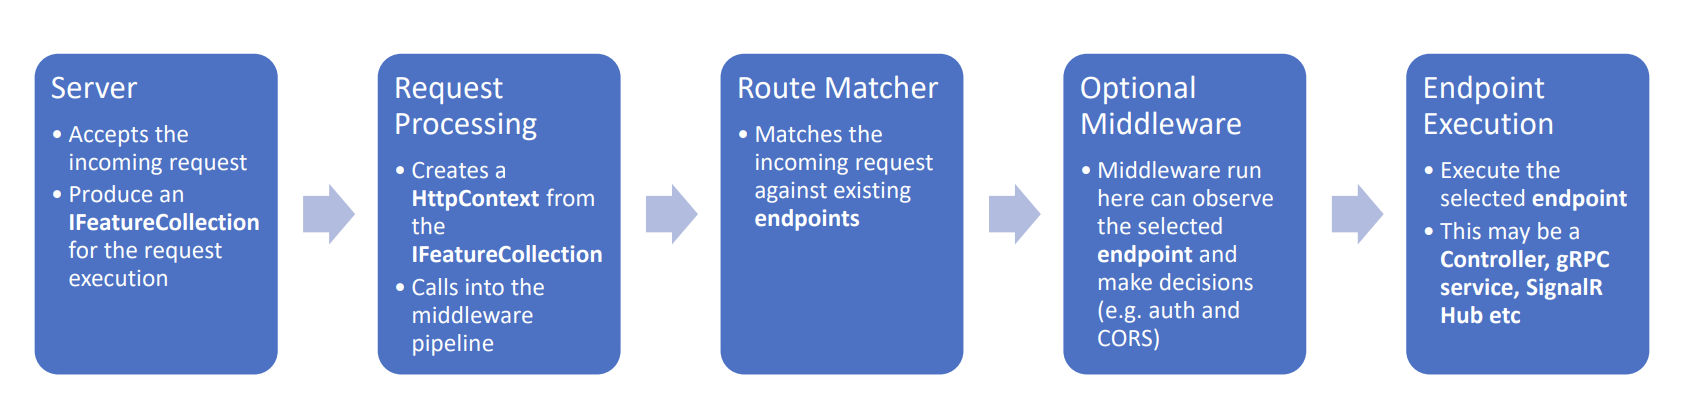 Server
• Accepts the
incoming request
• Produce an
IFeatureCollection
for the request
execution
Request
Processing
• Creates a
HttpContext from
the
IFeatureCollection
• Calls into the
middleware
pipeline
Route Matcher
• Matches the
incoming request
against existing
endpoints
Optional
Middleware
• Middleware run
here can observe
the selected
endpoint and
make decisions
(e.g. auth and
CORS)
Endpoint
Execution
• Execute the
selected endpoint
• This may be a
Controller, gRPC
service, SignalR
Hub etc